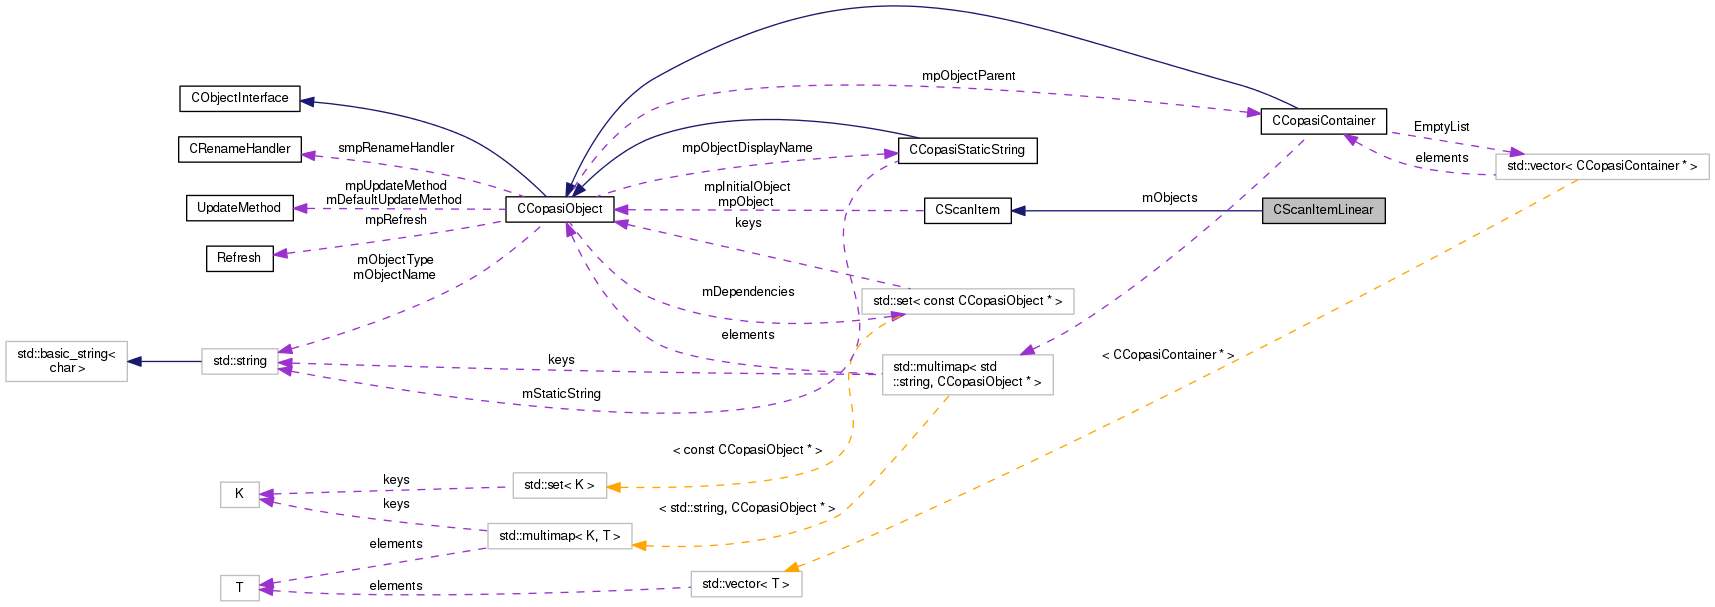 mpObjectParent
CObjectInterface
CCopasiContainer
EmptyList
CRenameHandler
smpRenameHandler
mpObjectDisplayName
CCopasiStaticString
elements
std::vector< CCopasiContainer * >
mpUpdateMethod
mDefaultUpdateMethod
UpdateMethod
CCopasiObject
mpInitialObject
mpObject
CScanItem
mObjects
CScanItemLinear
mpRefresh
keys
Refresh
mObjectType
mObjectName
mDependencies
std::set< const CCopasiObject * >
elements
std::basic_string<
char >
std::string
keys
std::multimap< std
::string, CCopasiObject * >
< CCopasiContainer * >
mStaticString
< const CCopasiObject * >
K
keys
std::set< K >
keys
< std::string, CCopasiObject * >
std::multimap< K, T >
elements
T
elements
std::vector< T >